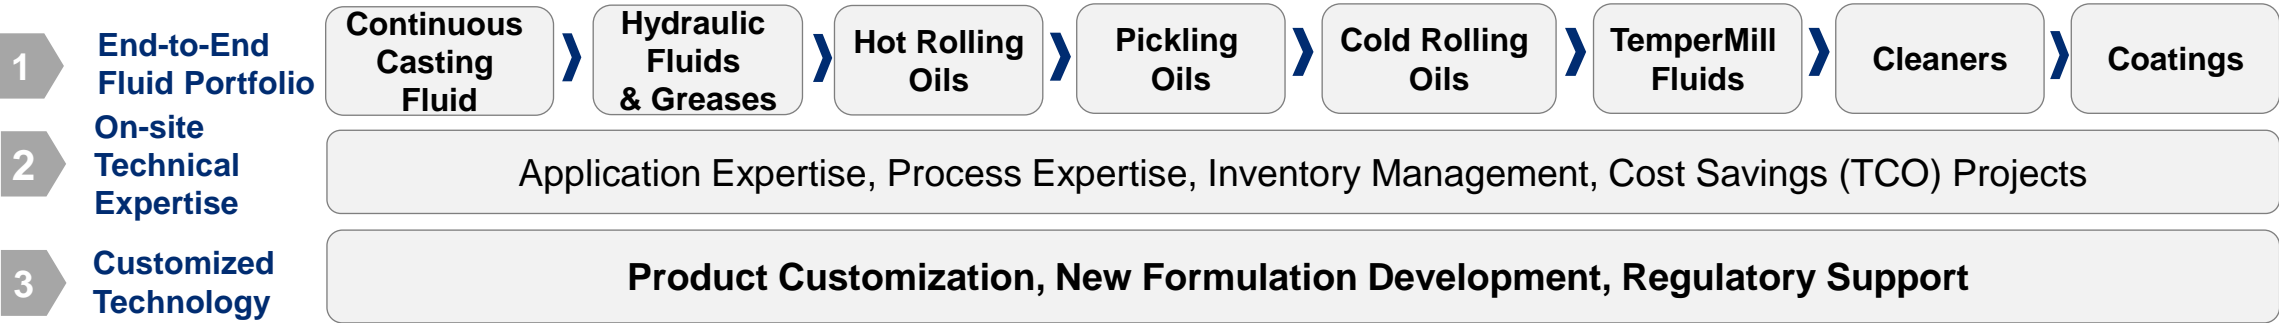 1
End-to-End
Fluid Portfolio
Continuous
Casting
Fluid
Hydraulic
Fluids
& Greases
Hot Rolling
Oils
Pickling
Oils
Cold Rolling
Oils
TemperMill
Fluids
Cleaners
Coatings
2
On-site
Technical
Expertise
Application Expertise, Process Expertise, Inventory Management, Cost Savings (TCO) Projects
3
Customized
Technology
Product Customization, New Formulation Development, Regulatory Support